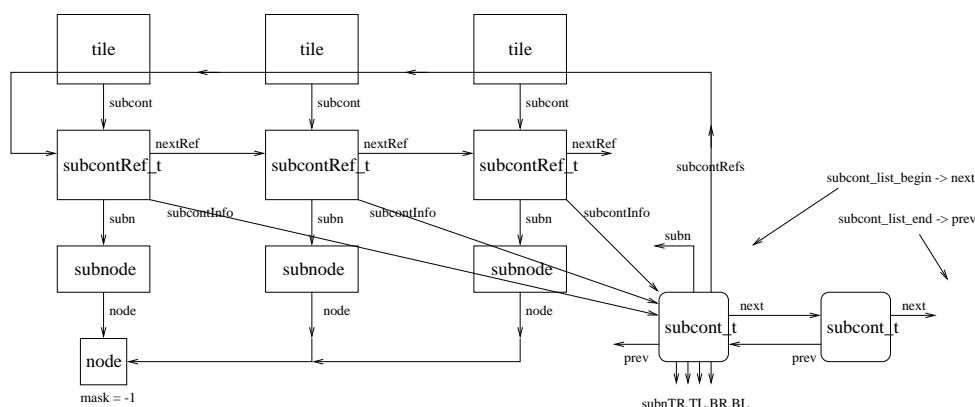 tile
tile
tile
subcont
subcont
subcont
nextRef
nextRef
nextRef
subcontRef_t
subcontRef_t
subcontRef_t
subcontRefs
subcont_list_begin -> next
subn
subcontInfo
subn
subcontInfo
subn
subcontInfo
subcont_list_end -> prev
subn
subnode
subnode
subnode
node
node
node
next
next
subcont_t
subcont_t
node
prev
prev
mask = -1
subnTR,TL,BR,BL